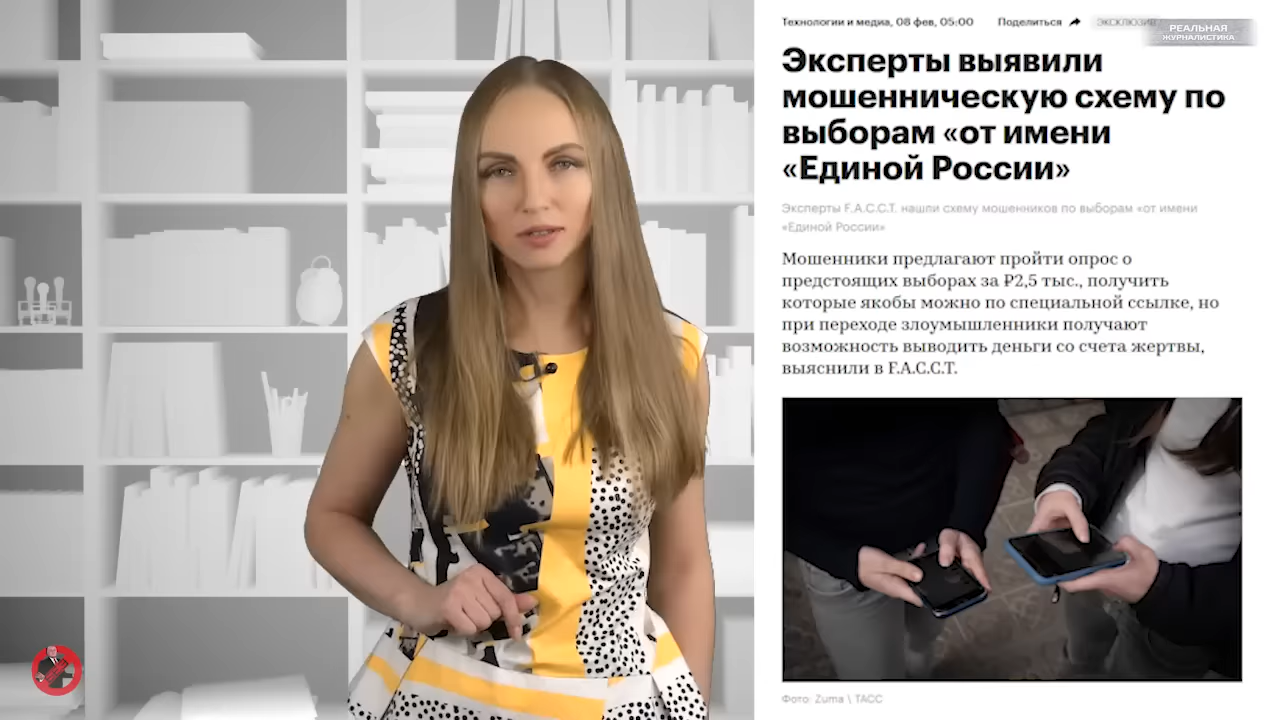 Технологии и медиа, 08 фев, 05:00 Поделиться ЭКСКЛЮЗИВ
РЕАЛЬНАЯ
ЖУРНАЛИСТИКА
Эксперты выявили
мошенническую схему по
выборам «от имени
«Единой России»
Эксперты F.A.C.C.T. нашли схему мошенников по выборам «от имени
«Единой России»
Мошенники предлагают пройти опрос о
предстоящих выборах за ₽2,5 тыс., получить
которые якобы можно по специальной ссылке, но
при переходе злоумышленники получают
возможность выводить деньги со счета жертвы,
выяснили в F.A.C.C.T.
Фото: Zuma \ ТАСС